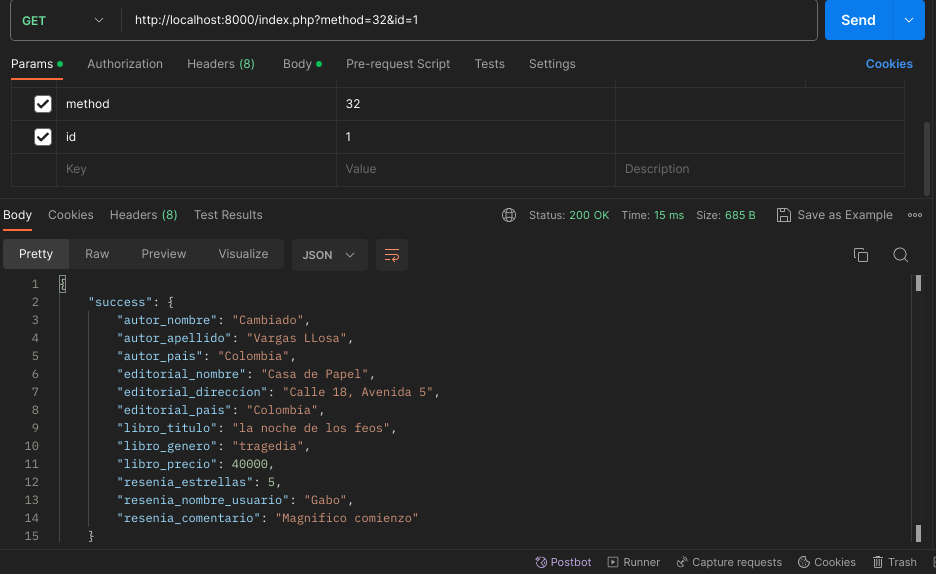 GET http://localhost:8000/index.php?method=32&id=1 Send
Params Authorization Headers (8) Body Pre-request Script Tests Settings Cookies
method 32
id 1
Key Value Description
Body Cookies Headers (8) Test Results Status: 200 OK Time: 15 ms Size: 685 B Save as Example
Pretty Raw Preview Visualize JSON
1 {
2 "success": {
3 "autor_nombre": "Cambiado",
4 "autor_apellido": "Vargas LLosa",
5 "autor_pais": "Colombia",
6 "editorial_nombre": "Casa de Papel",
7 "editorial_direccion": "Calle 18, Avenida 5",
8 "editorial_pais": "Colombia",
9 "libro_titulo": "la noche de los feos",
10 "libro_genero": "tragedia",
11 "libro_precio": 40000,
12 "resenia_estrellas": 5,
13 "resenia_nombre_usuario": "Gabo",
14 "resenia_comentario": "Magnifico comienzo"
15 }
Postbot Runner Capture requests Cookies Trash